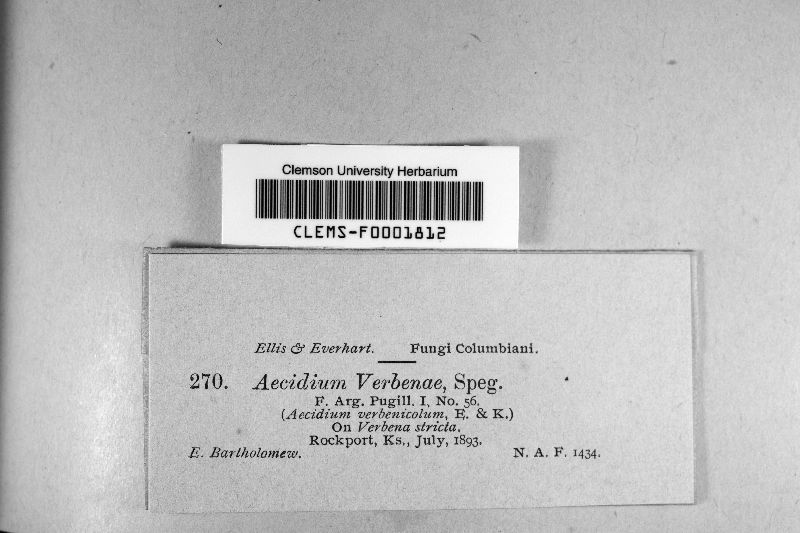 Clemson University Herbarium
CLEMS-F0001812
Ellis & Everhart. Fungi Columbiani.
270. Aecidium Verbenae, Speg.
F. Arg. Pugill. I, No. 56.
(Aecidium verbenicolum, E. & K.)
On Verbena stricta.
Rockport, Ks., July, 1893.
E. Bartholomew. N. A. F. 1434.